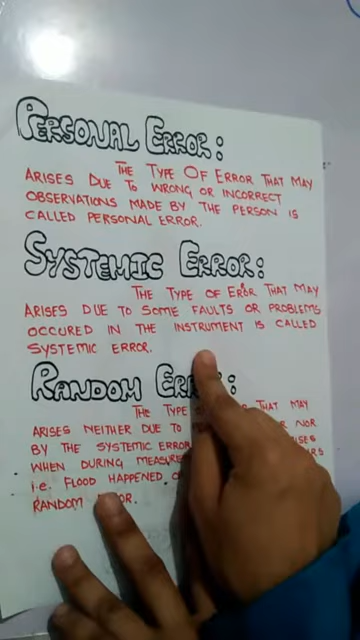 PERSONAL ERROR:
THE TYPE OF ERROR THAT MAY
ARISES DUE TO WRONG OR INCORRECT
OBSERVATIONS MADE BY THE PERSON IS
CALLED PERSONAL ERROR.
SYSTEMIC ERROR:
THE TYPE OF ERROR THAT MAY
ARISES DUE TO SOME FAULTS OR PROBLEMS
OCCURED IN THE INSTRUMENT IS CALLED
SYSTEMIC ERROR.
RANDOM
THE TYPE THAT MAY
ARISES NEITHER DUE TO NOR
BY THE SYSTEMIC ERROR
WHEN DURING
i.e. FLOOD HAPPENED
RANDOM